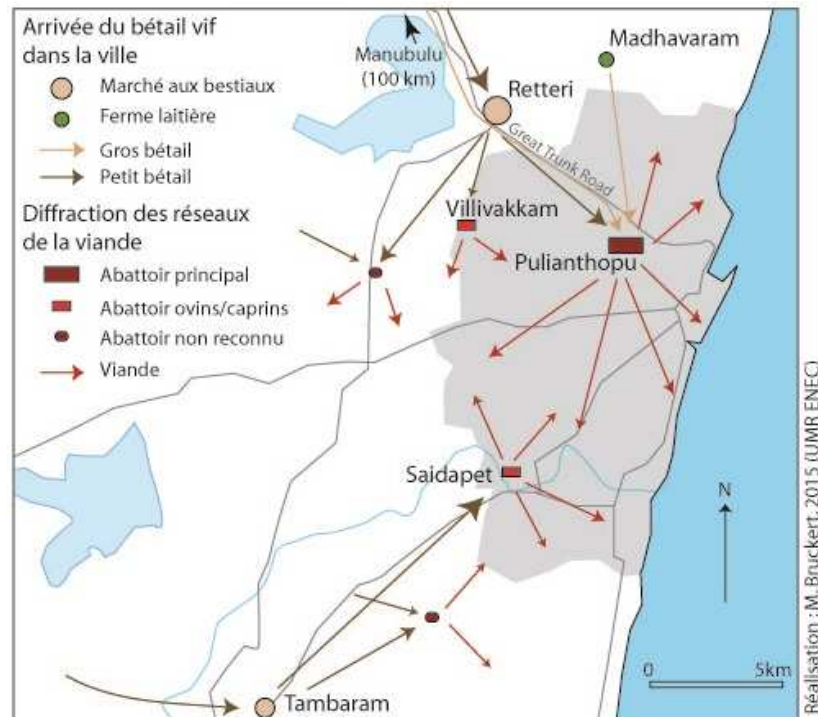 Arrivée du bétail vif
dans la ville
Marché aux bestiaux
Ferme laitière
Gros bétail
Petit bétail
Diffraction des réseaux
de la viande
Abattoir principal
Abattoir ovins/caprins
Abattoir non reconnu
Viande
Manubulu
(100 km)
Madhavaram
Retteri
Great Trunk Road
Villivakkam
Pulianthopu
Saidapet
Tambaram
N
0 5km
Réalisation : M. Bruckert, 2015 (UMR ENEC)